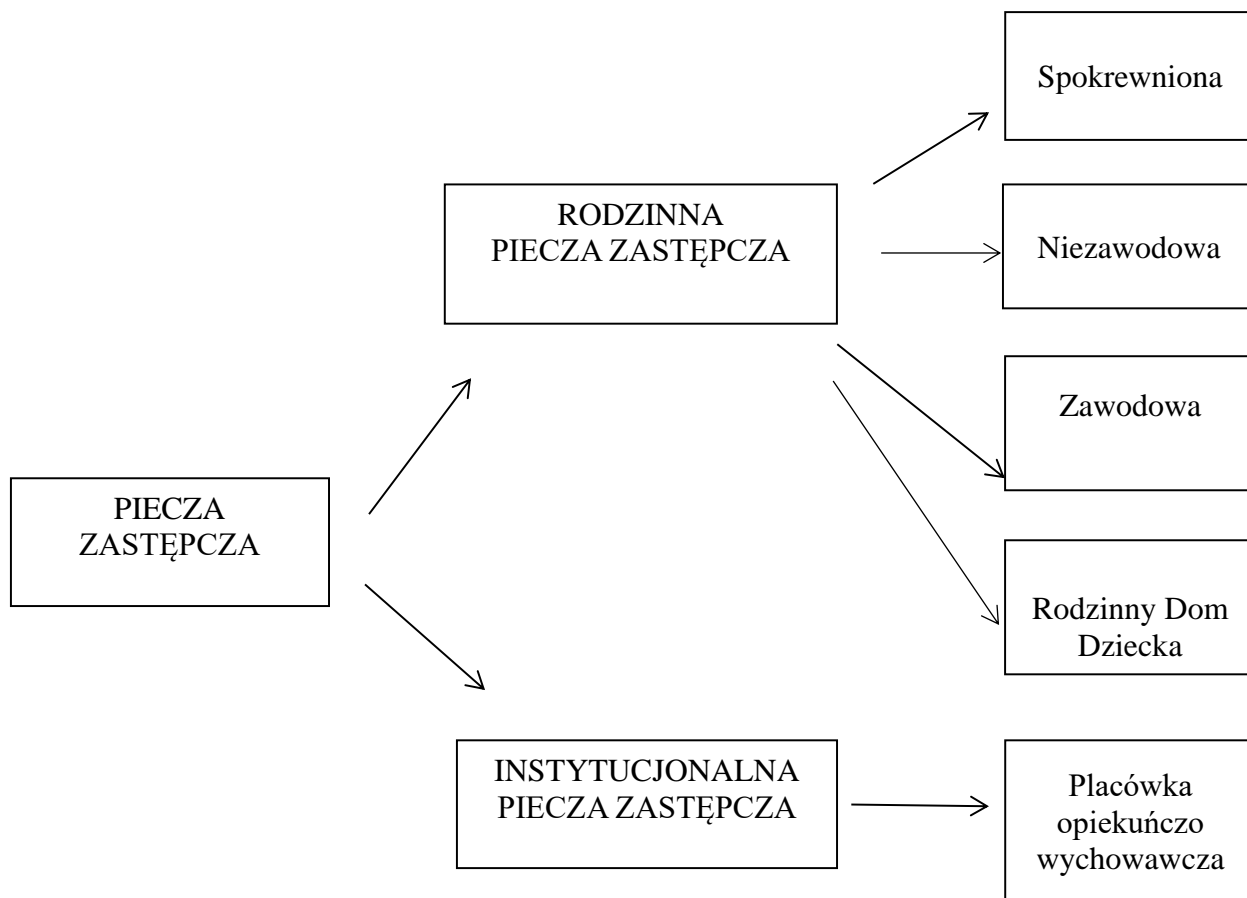 Spokrewniona
RODZINNA
PIECZA ZASTĘPCZA
Niezawodowa
Zawodowa
PIECZA
ZASTĘPCZA
Rodzinny Dom
Dziecka
INSTYTUCJONALNA
PIECZA ZASTĘPCZA
Placówka
opiekuńczo
wychowawcza